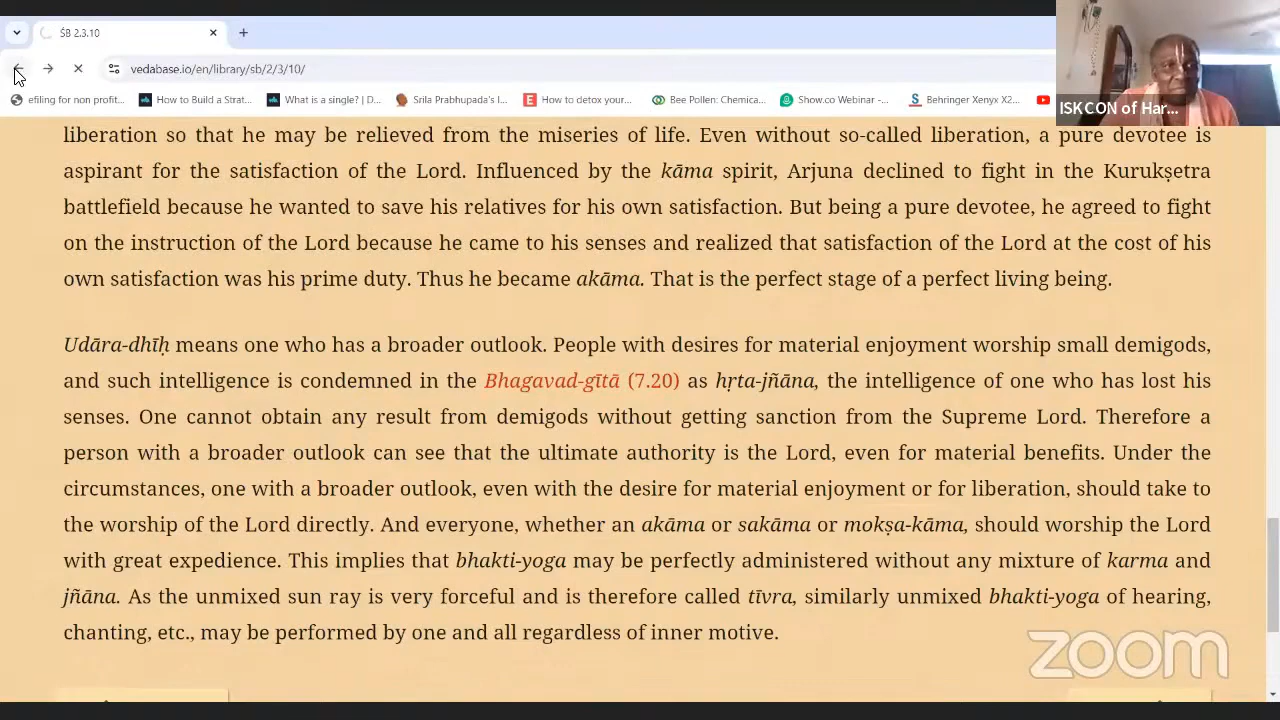 ŚB 2.3.10
vedabase.io/en/library/sb/2/3/10/
efiling for non profit... How to Build a Strat... What is a single? | D... Srila Prabhupada's l... How to detox your... Bee Pollen: Chemica... Show.co Webinar -... Behringer Xenyx X2...
ISKCON of Har...
liberation so that he may be relieved from the miseries of life. Even without so-called liberation, a pure devotee is
aspirant for the satisfaction of the Lord. Influenced by the kāma spirit, Arjuna declined to fight in the Kurukṣetra
battlefield because he wanted to save his relatives for his own satisfaction. But being a pure devotee, he agreed to fight
on the instruction of the Lord because he came to his senses and realized that satisfaction of the Lord at the cost of his
own satisfaction was his prime duty. Thus he became akāma. That is the perfect stage of a perfect living being.
Udāra-dhīḥ means one who has a broader outlook. People with desires for material enjoyment worship small demigods,
and such intelligence is condemned in the Bhagavad-gītā (7.20) as hṛta-jñāna, the intelligence of one who has lost his
senses. One cannot obtain any result from demigods without getting sanction from the Supreme Lord. Therefore a
person with a broader outlook can see that the ultimate authority is the Lord, even for material benefits. Under the
circumstances, one with a broader outlook, even with the desire for material enjoyment or for liberation, should take to
the worship of the Lord directly. And everyone, whether an akāma or sakāma or mokṣa-kāma, should worship the Lord
with great expedience. This implies that bhakti-yoga may be perfectly administered without any mixture of karma and
jñāna. As the unmixed sun ray is very forceful and is therefore called tīvra, similarly unmixed bhakti-yoga of hearing,
chanting, etc., may be performed by one and all regardless of inner motive.
zoom